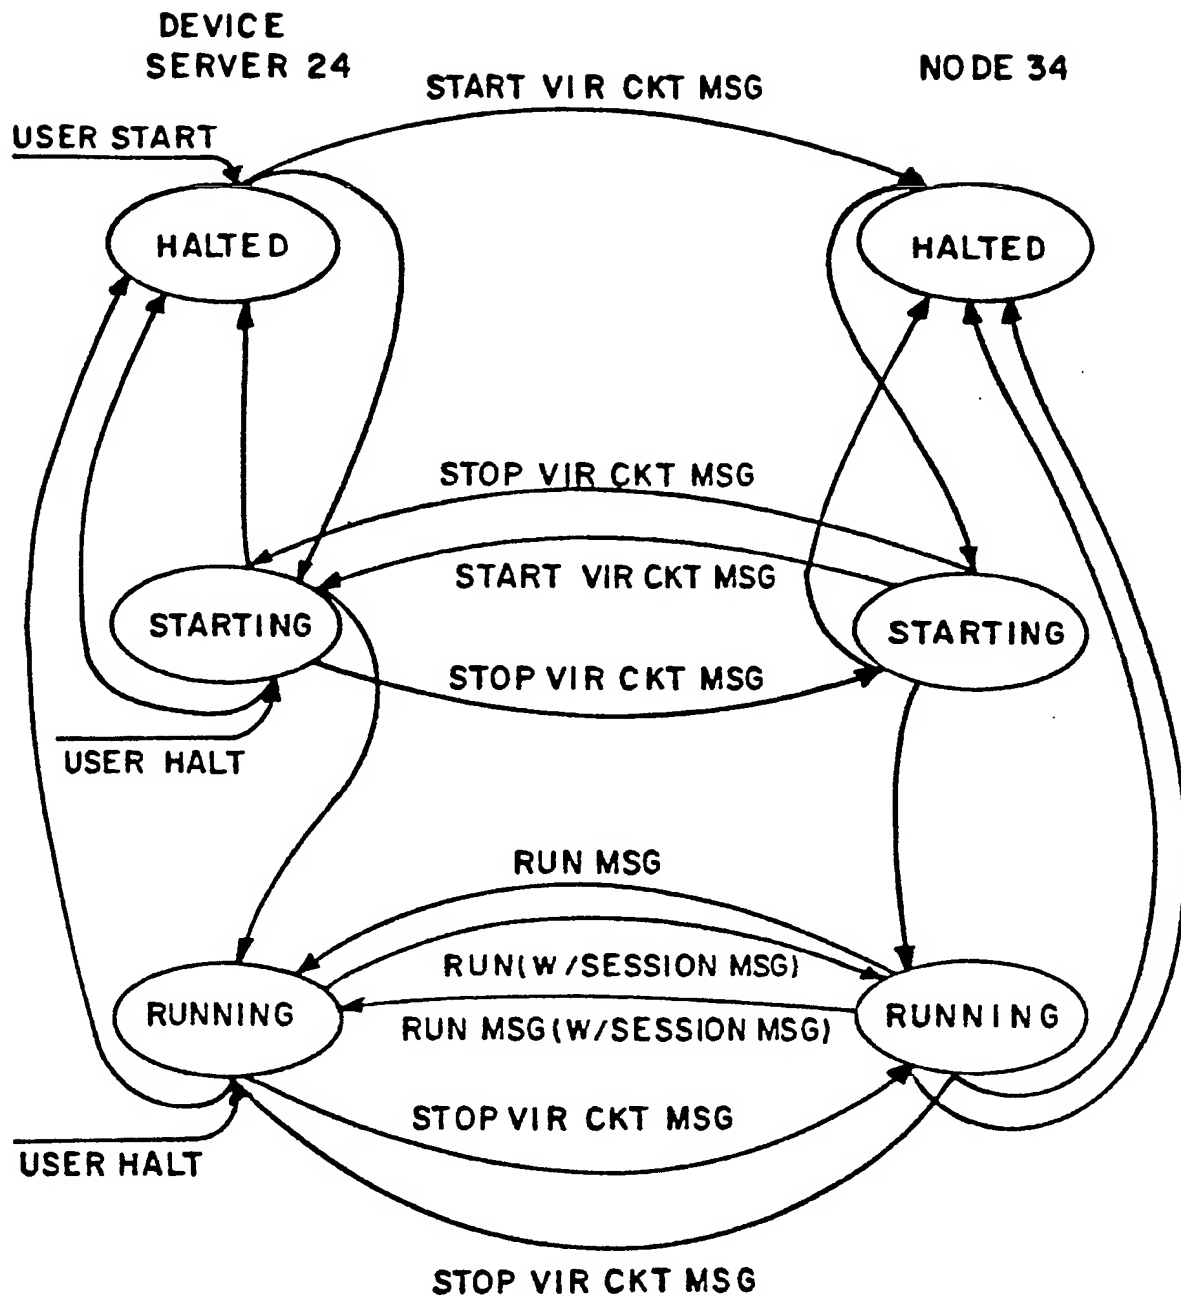 DEVICE
SERVER 24
NODE 34
START VIR CKT MSG
USER START
HALTED
HALTED
STOP VIR CKT MSG
START VIR CKT MSG
STARTING
STARTING
STOP VIR CKT MSG
USER HALT
RUN MSG
RUN(W/SESSION MSG)
RUNNING
RUNNING
RUN MSG(W/SESSION MSG)
STOP VIR CKT MSG
USER HALT
STOP VIR CKT MSG